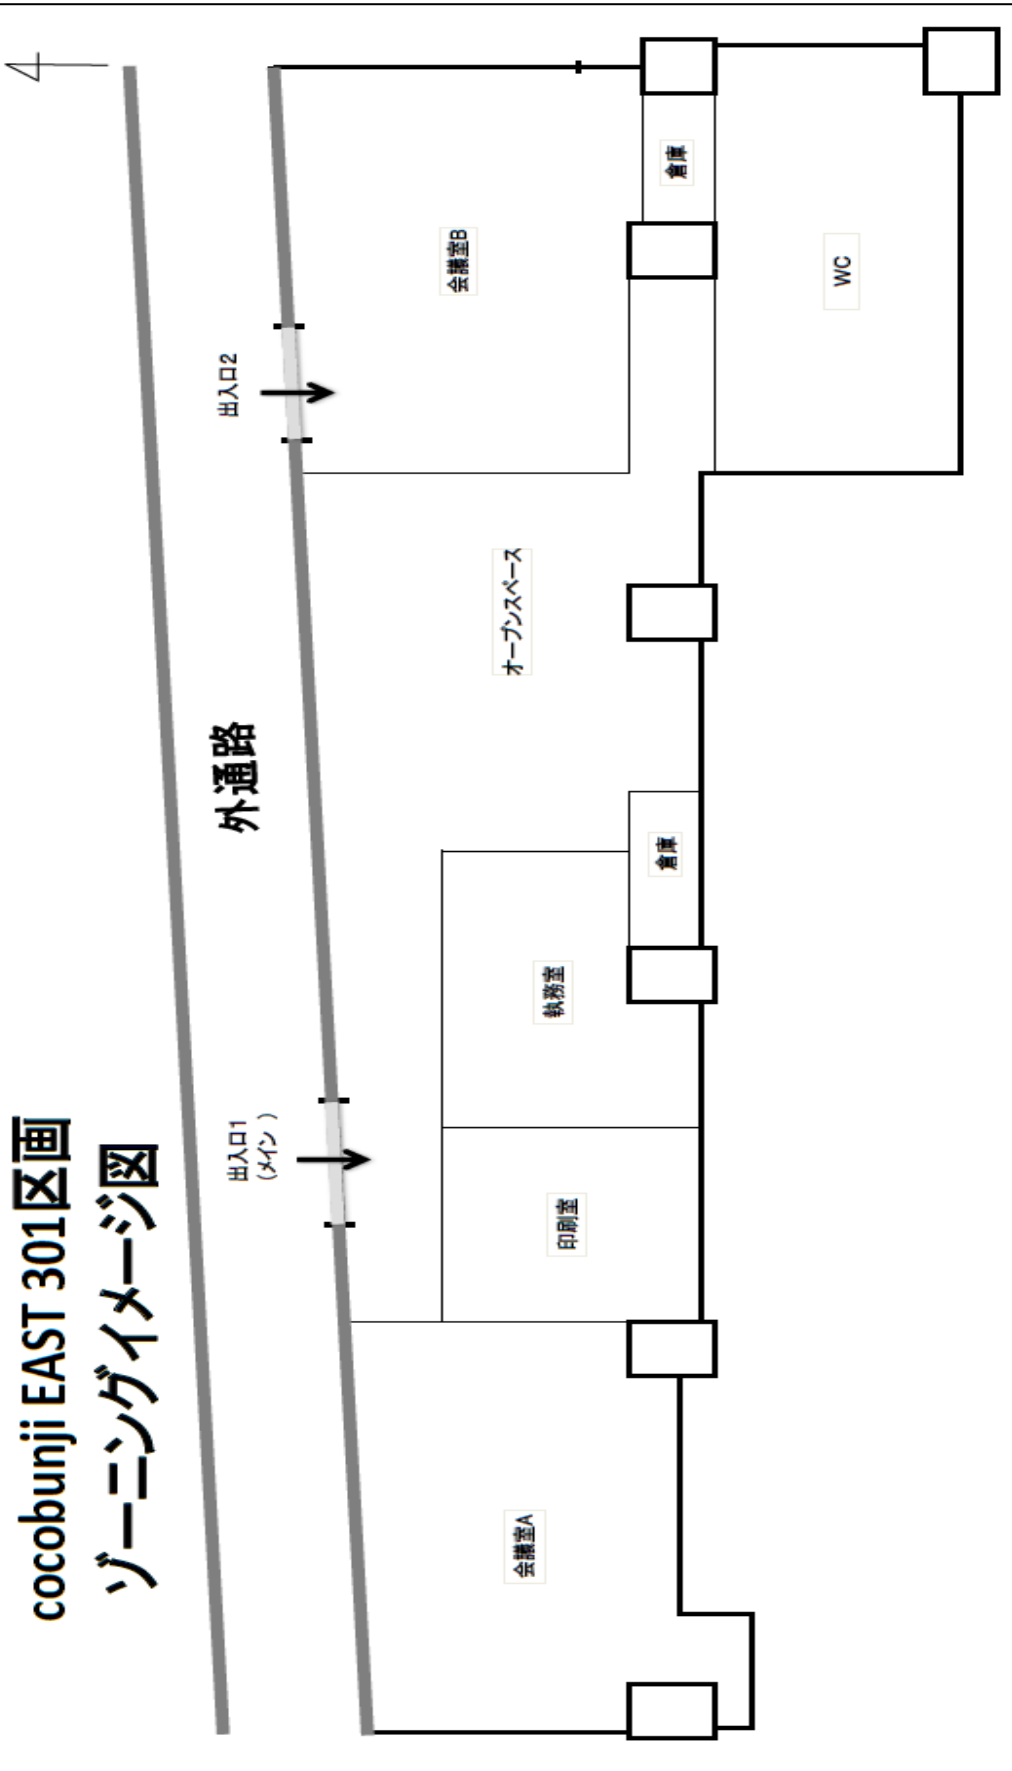 cocobunji EAST 301区画
ゾーニングイメージ図
外通路
出入口1
(メイン )
出入口2
会議室A
印刷室
執務室
倉庫
オープンスペース
会議室B
倉庫
WC